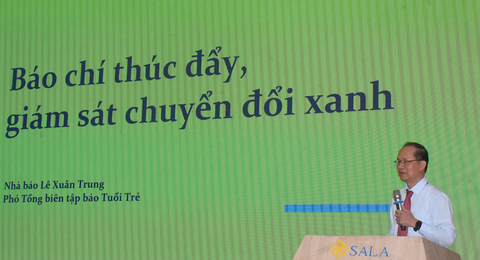 Báo chí thúc đẩy,
giám sát chuyển đổi xanh
Nhà báo Lê Xuân Trung
Phó Tổng biên tập báo Tuổi Trẻ
SALA